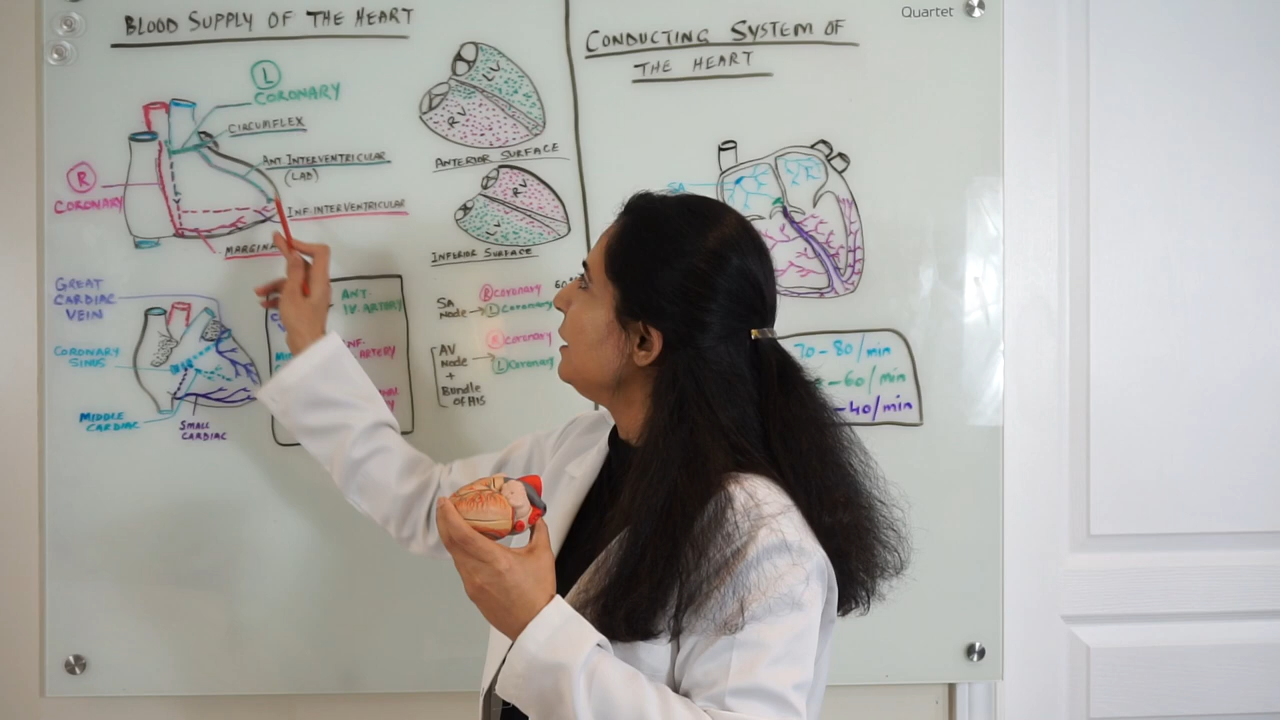 BLOOD SUPPLY OF THE HEART
L
CORONARY
CIRCUMFLEX
ANT INTERVENTRICULAR
(LAD)
R
CORONARY
INF-INTERVENTRICULAR
LV
RV
ANTERIOR SURFACE
RV
LV
INFERIOR SURFACE
GREAT
CARDIAC
VEIN
CORONARY
SINUS
MIDDLE
CARDIAC
SMALL
CARDIAC
ANT.
IV. ARTERY
SA
Node
R Coronary
L Coronary
AV
Node
+
Bundle
OF HIS
R Coronary
L Coronary
Quartet
CONDUCTING SYSTEM OF
THE HEART
SA
70-80/min
-60/min
-40/min